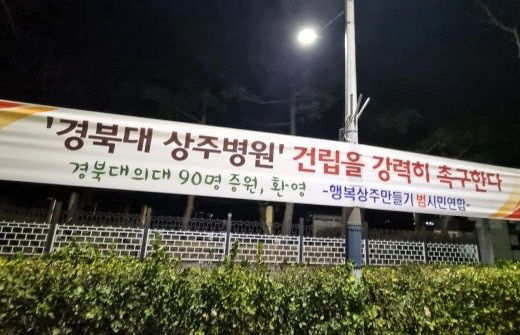 '경북대 상주병원' 건립을 강력히 촉구한다
경북대의대 90명 증원, 환영 -행복상주만들기 범시민연합-